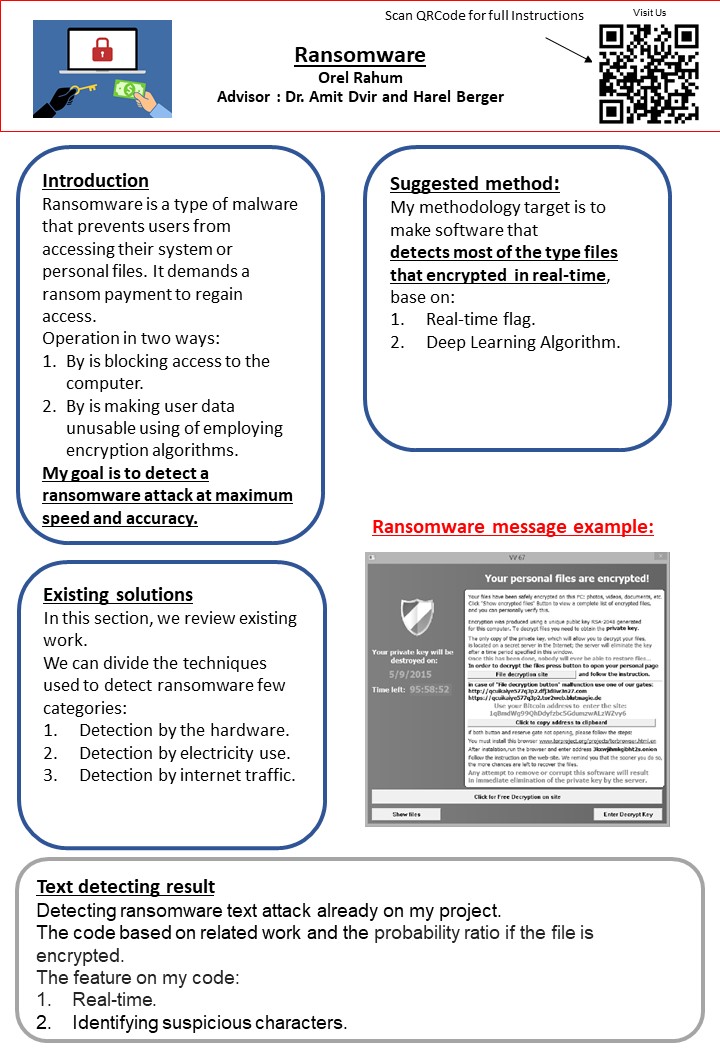 Scan QRCode for full Instructions
Visit Us
Ransomware
Orel Rahum
Advisor : Dr. Amit Dvir and Harel Berger
Introduction
Ransomware is a type of malware
that prevents users from
accessing their system or
personal files. It demands a
ransom payment to regain
access.
Operation in two ways:
1. By is blocking access to the
computer.
2. By is making user data
unusable using of employing
encryption algorithms.
My goal is to detect a
ransomware attack at maximum
speed and accuracy.
Suggested method:
My methodology target is to
make software that
detects most of the type files
that encrypted in real-time,
base on:
1. Real-time flag.
2. Deep Learning Algorithm.
Existing solutions
In this section, we review existing
work.
We can divide the techniques
used to detect ransomware few
categories:
1. Detection by the hardware.
2. Detection by electricity use.
3. Detection by internet traffic.
Ransomware message example:
Your personal files are encrypted!
Your files have been safely encrypted on this PC: photos, videos, documents, etc.
Click "Show encrypted files" Button to view a complete list of encrypted files,
and you can personally verify this.
Encryption was produced using a unique public key RSA-2048 generated
for this computer. To decrypt files you need to obtain the private key.
The only copy of the private key, which will allow you to decrypt your files,
is located on a secret server in the Internet; the server will eliminate the key
after a time period specified in this window.
Once this has been done, nobody will ever be able to restore files...
In order to decrypt the files press button to open your personal page
File decryption site and follow the instruction.
in case of "File decryption button" malfunction use one of our gates:
Use your Bitcoin address to enter the site:
Click to copy address to clipboard
if both button and reserve gate not opening, please follow the steps:
You must install this browser
After instalation,run the browser and enter address
Follow the instruction on the web-site. We remind you that the sooner you do so,
the more chances are left to recover the files.
Any attempt to remove or corrupt this software will result
in immediate elimination of the private key by the server.
Your private key will be
destroyed on:
5/9/2015
Time left: 95:58:52
Click for Free Decryption on site
Show files
Enter Decrypt Key
Text detecting result
Detecting ransomware text attack already on my project.
The code based on related work and the probability ratio if the file is
encrypted.
The feature on my code:
1. Real-time.
2. Identifying suspicious characters.